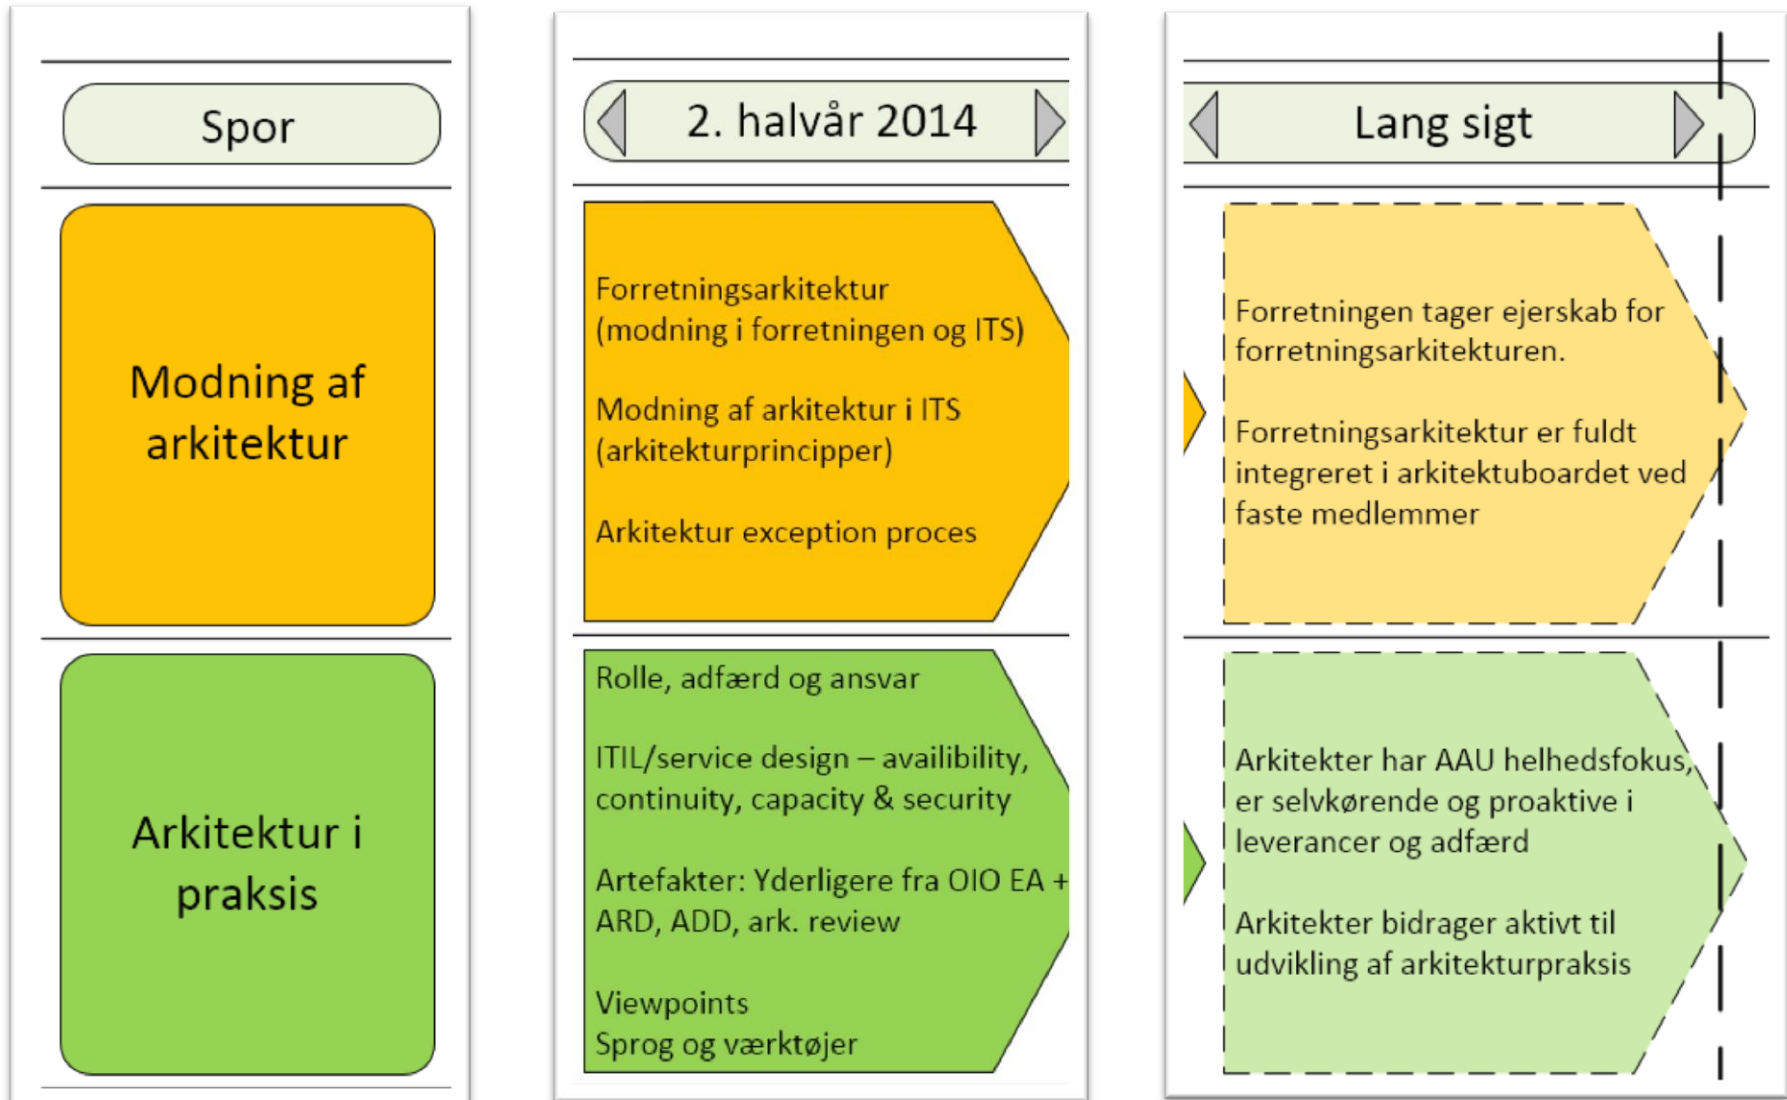 Spor
2. halvår 2014
Lang sigt
Modning af
arkitektur
Forretningsarkitektur
(modning i forretningen og ITS)
Modning af arkitektur i ITS
(arkitekturprincipper)
Arkitektur exception proces
Forretningen tager ejerskab for
forretningsarkitekturen.
Forretningsarkitektur er fuldt
integreret i arkitektuboardet ved
faste medlemmer
Arkitektur i
praksis
Rolle, adfærd og ansvar
ITIL/service design – availibility,
continuity, capacity & security
Artefakter: Yderligere fra OIO EA +
ARD, ADD, ark. review
Viewpoints
Sprog og værktøjer
Arkitekter har AAU helhedsfokus,
er selvkørende og proaktive i
leverancer og adfærd
Arkitekter bidrager aktivt til
udvikling af arkitekturpraksis